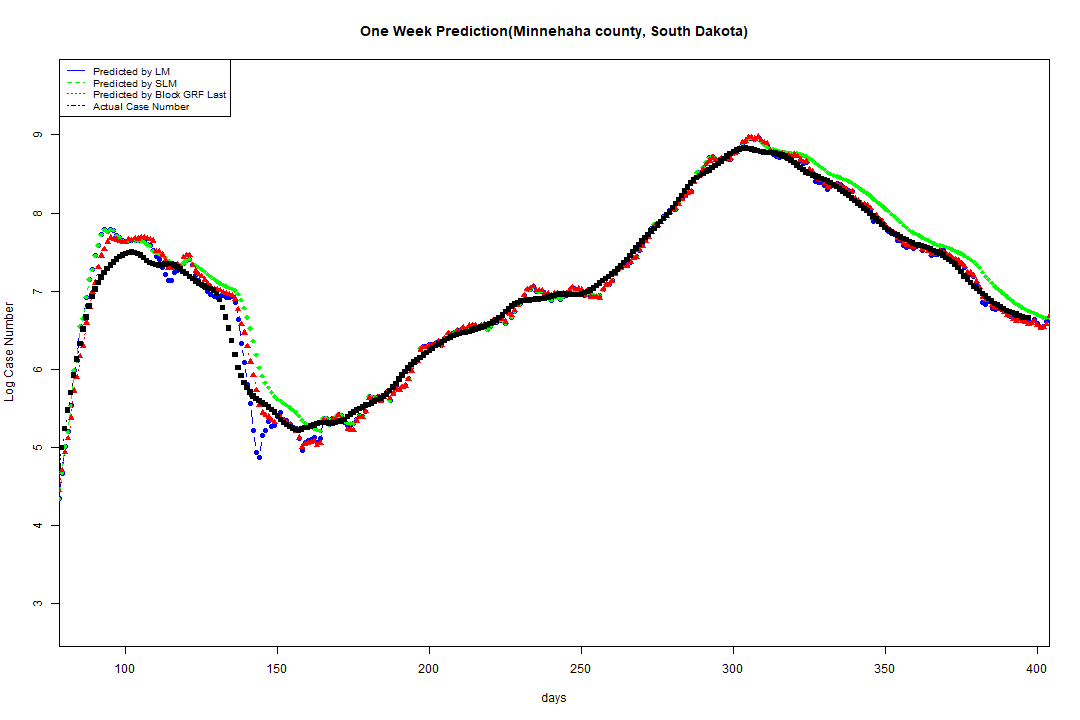 One Week Prediction(Minnehaha county, South Dakota)
Predicted by LM
Predicted by SLM
Predicted by Block GRF Last
Actual Case Number
9
8
7
6
5
4
3
Log Case Number
100 150 200 250 300 350 400
days